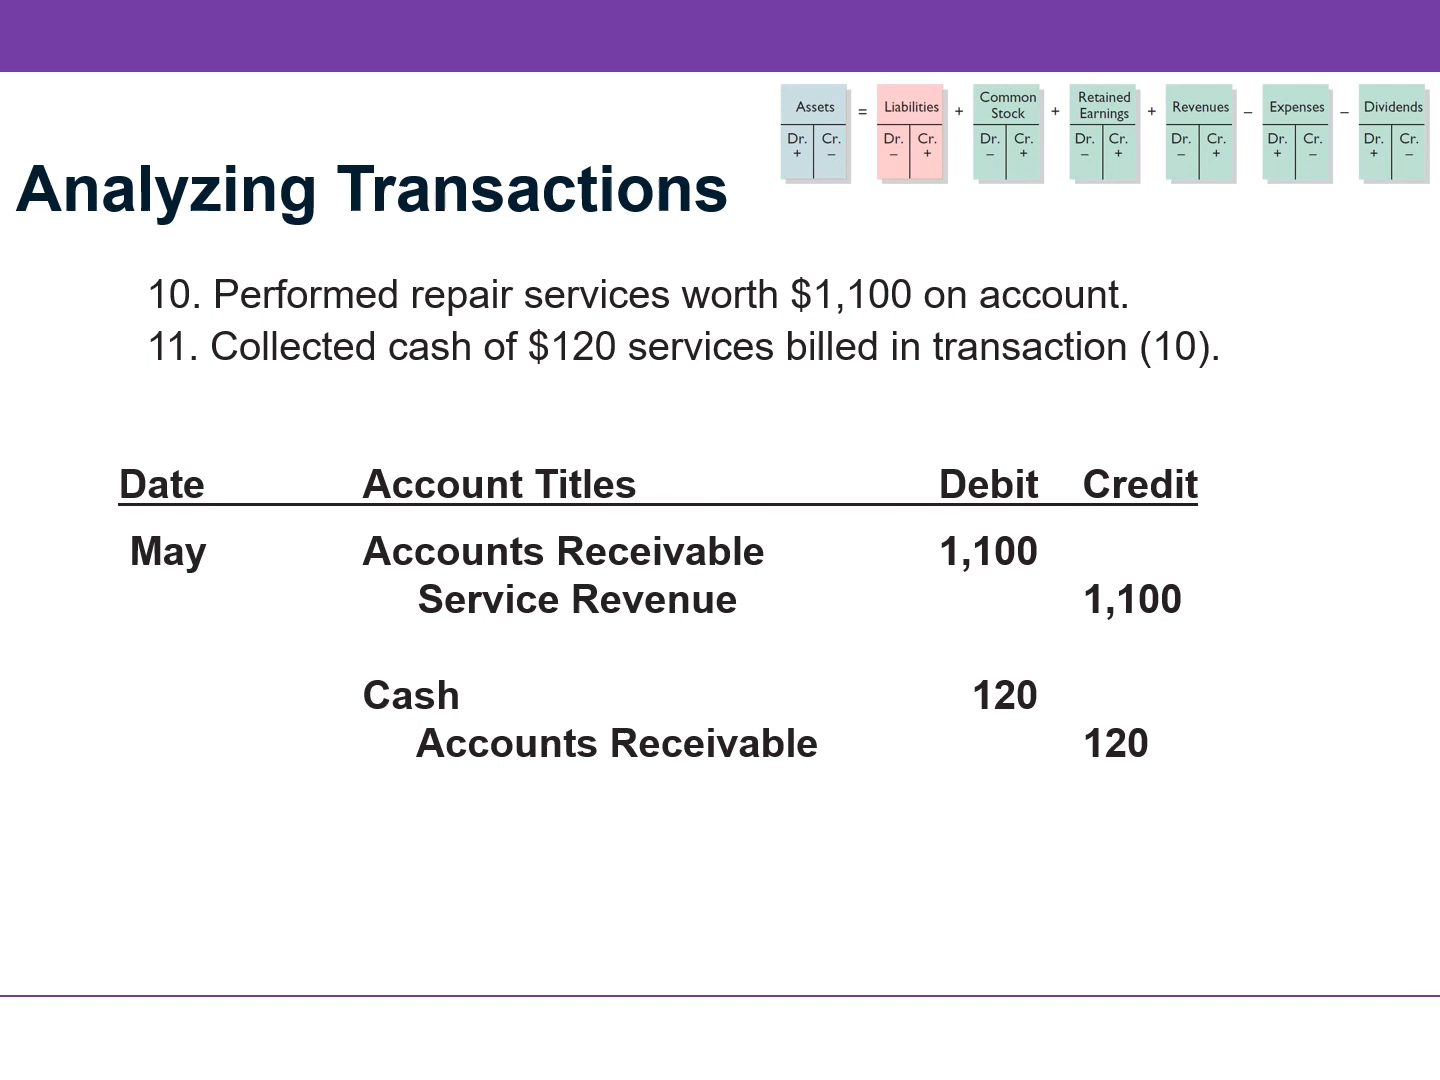 Assets = Liabilities + Common Stock + Retained Earnings + Revenues – Expenses – Dividends
Dr. Cr. Dr. Cr. Dr. Cr. Dr. Cr. Dr. Cr. Dr. Cr. Dr. Cr.
+ – – + – + – + – + + – + –
Analyzing Transactions
10. Performed repair services worth $1,100 on account.
11. Collected cash of $120 services billed in transaction (10).
Date Account Titles Debit Credit
May Accounts Receivable 1,100
Service Revenue 1,100
Cash 120
Accounts Receivable 120